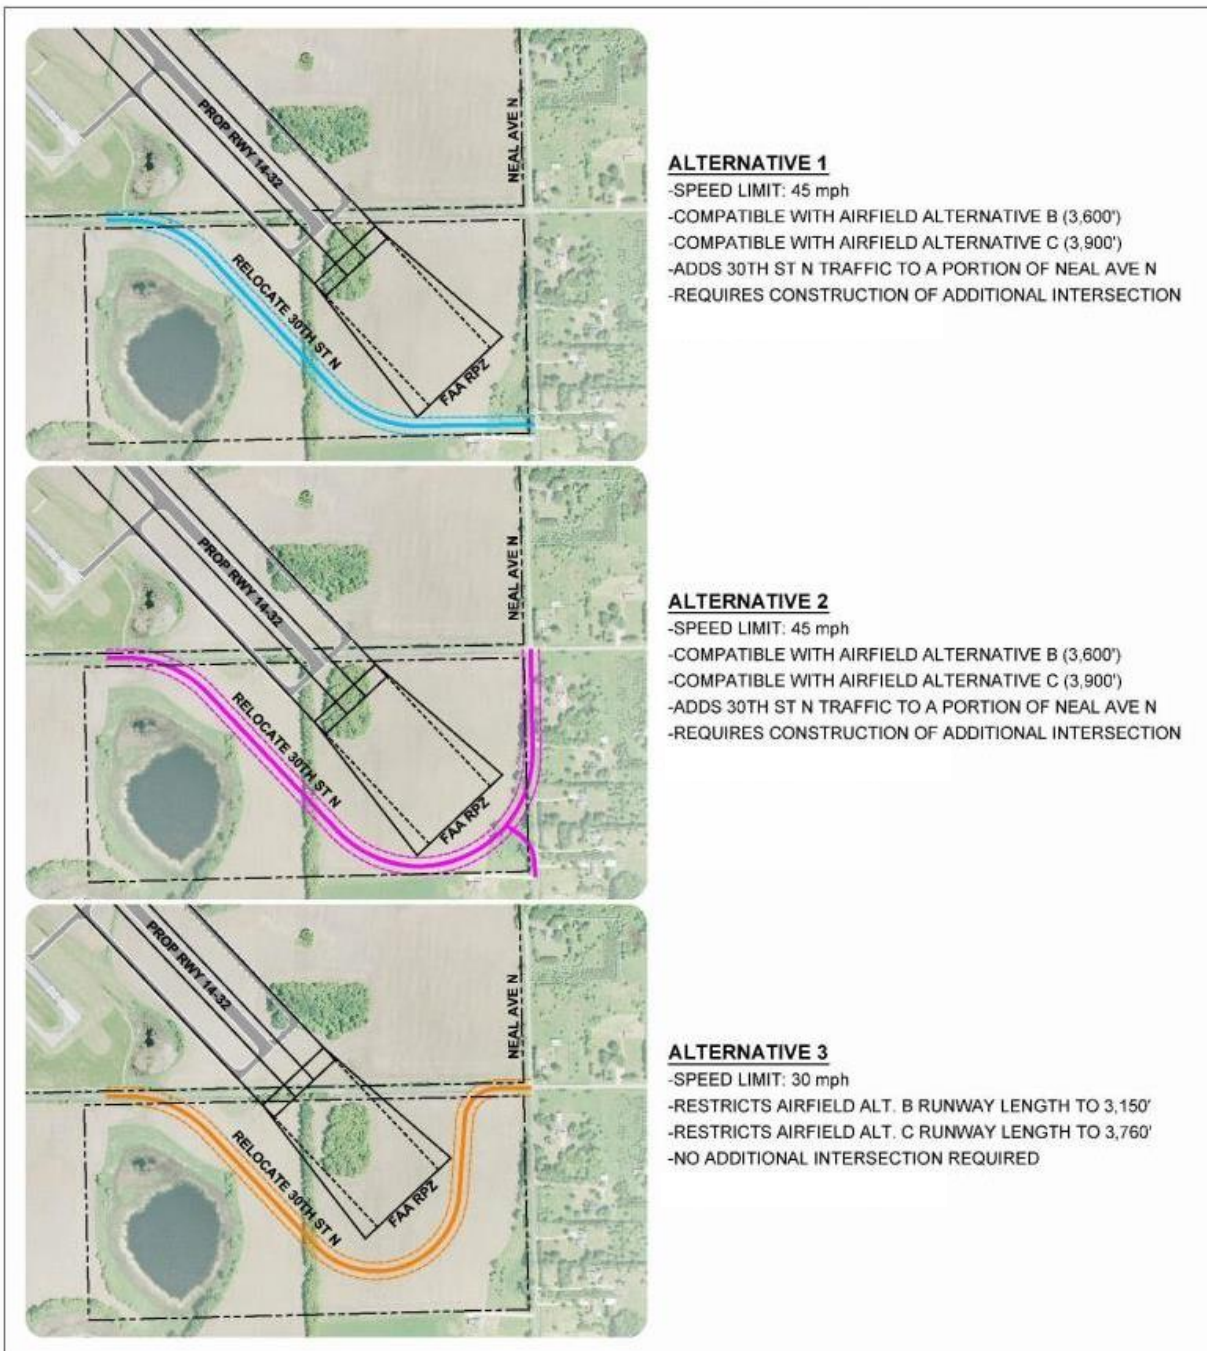 PROP RWY 14-32
NEAL AVE N
RELOCATE 30TH ST N
FAA RPZ
ALTERNATIVE 1
-SPEED LIMIT: 45 mph
-COMPATIBLE WITH AIRFIELD ALTERNATIVE B (3,600')
-COMPATIBLE WITH AIRFIELD ALTERNATIVE C (3,900')
-ADDS 30TH ST N TRAFFIC TO A PORTION OF NEAL AVE N
-REQUIRES CONSTRUCTION OF ADDITIONAL INTERSECTION
PROP RWY 14-32
NEAL AVE N
RELOCATE 30TH ST N
FAA RPZ
ALTERNATIVE 2
-SPEED LIMIT: 45 mph
-COMPATIBLE WITH AIRFIELD ALTERNATIVE B (3,600')
-COMPATIBLE WITH AIRFIELD ALTERNATIVE C (3,900')
-ADDS 30TH ST N TRAFFIC TO A PORTION OF NEAL AVE N
-REQUIRES CONSTRUCTION OF ADDITIONAL INTERSECTION
PROP RWY 14-32
NEAL AVE N
RELOCATE 30TH ST N
FAA RPZ
ALTERNATIVE 3
-SPEED LIMIT: 30 mph
-RESTRICTS AIRFIELD ALT. B RUNWAY LENGTH TO 3,150'
-RESTRICTS AIRFIELD ALT. C RUNWAY LENGTH TO 3,760'
-NO ADDITIONAL INTERSECTION REQUIRED